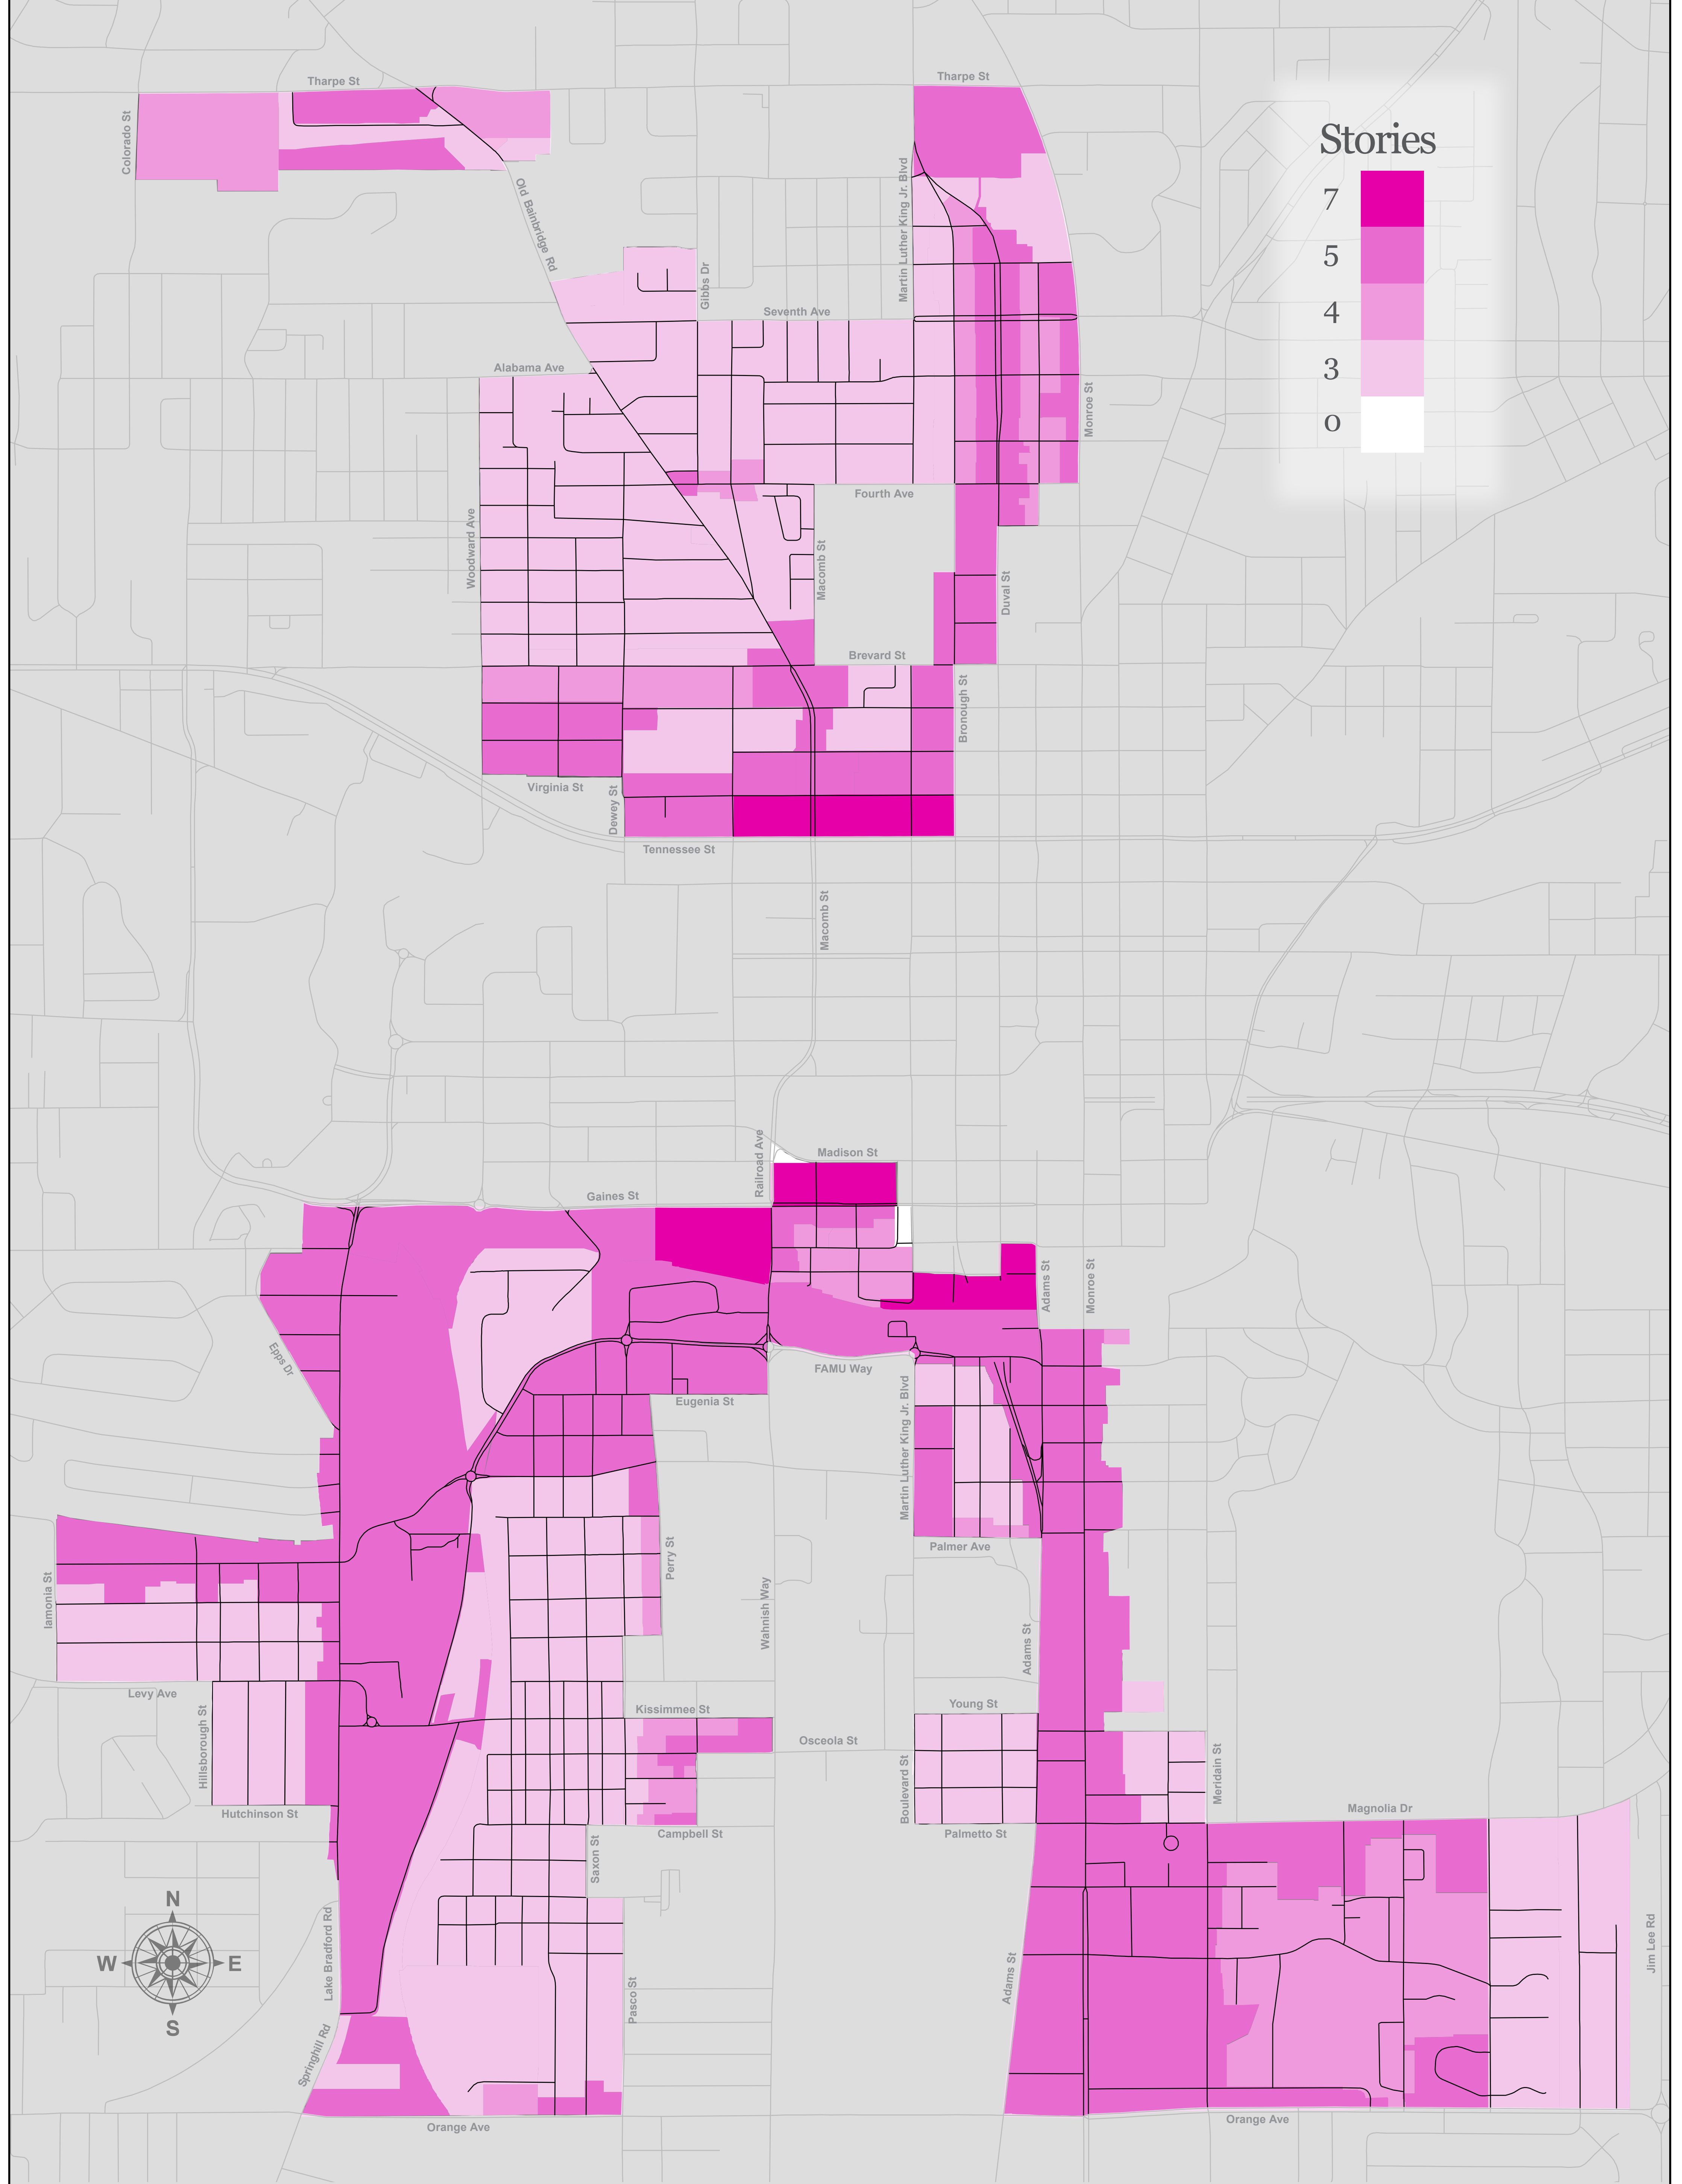 Tharpe St
Tharpe St
Colorado St
Stories
7
5
4
3
0
Old Bainbridge Rd
Martin Luther King Jr. Blvd
Gibbs Dr
Seventh Ave
Alabama Ave
Monroe St
Fourth Ave
Woodward Ave
Macomb St
Duval St
Brevard St
Bronough St
Virginia St
Dewey St
Tennessee St
Macomb St
Railroad Ave
Madison St
Gaines St
Adams St
Monroe St
Epps Dr
FAMU Way
Eugenia St
Martin Luther King Jr. Blvd
Perry St
Palmer Ave
Iamonia St
Wahnish Way
Adams St
Levy Ave
Hillsborough St
Kissimmee St
Young St
Osceola St
Boulevard St
Meridain St
Hutchinson St
Magnolia Dr
Campbell St
Palmetto St
Saxon St
N
W
E
S
Lake Bradford Rd
Pasco St
Adams St
Jim Lee Rd
Springhill Rd
Orange Ave
Orange Ave